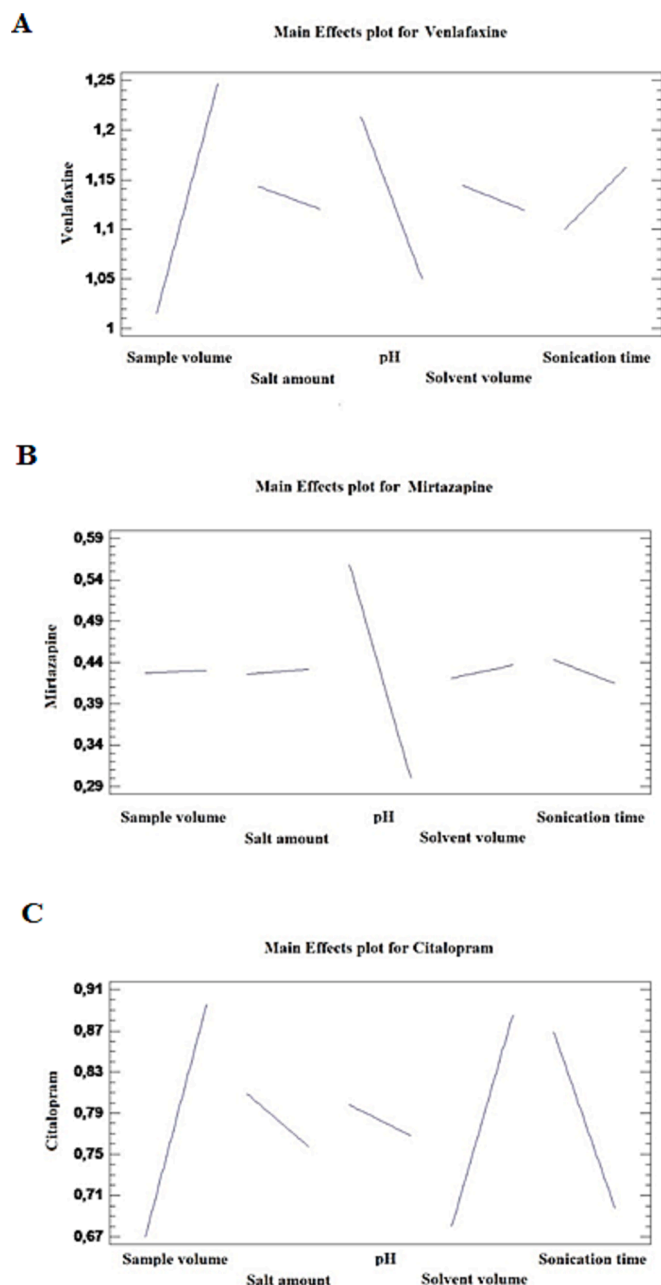 A
Main Effects plot for Venlafaxine
1,25
1,2
1,15
1,1
1,05
1
Venlafaxine
Sample volume
Salt amount
pH
Solvent volume
Sonication time
B
Main Effects plot for Mirtazapine
0,59
0,54
0,49
0,44
0,39
0,34
0,29
Mirtazapine
Sample volume
Salt amount
pH
Solvent volume
Sonication time
C
Main Effects plot for Citalopram
0,91
0,87
0,83
0,79
0,75
0,71
0,67
Citalopram
Sample volume
Salt amount
pH
Solvent volume
Sonication time